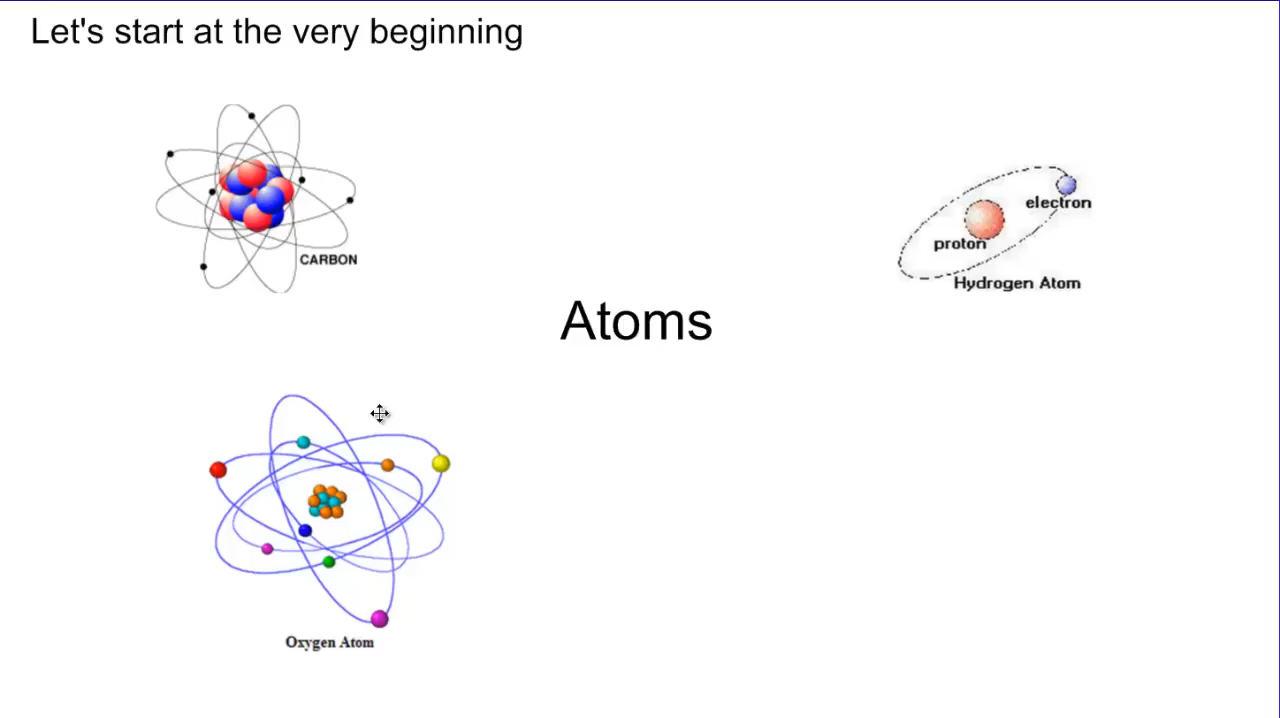 Let's start at the very beginning
CARBON
electron
proton
Hydrogen Atom
Atoms
Oxygen Atom